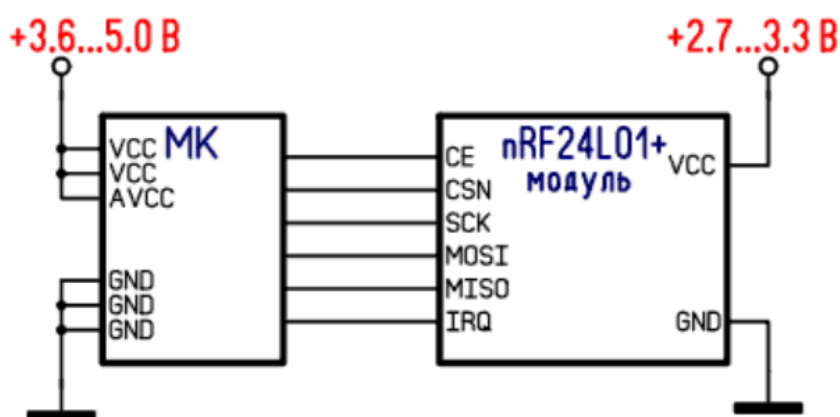 +3.6...5.0 В
+2.7...3.3 В
МК
VCC
VCC
AVCC
GND
GND
GND
nRF24L01+
модуль
CE
CSN
SCK
MOSI
MISO
IRQ
VCC
GND